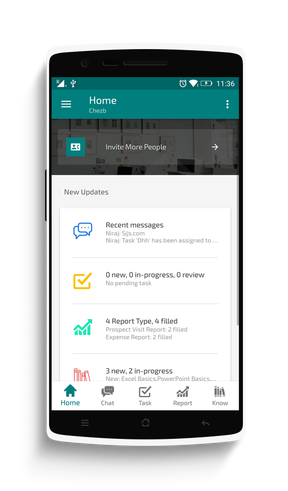 11:36
Home
Chezb
Invite More People
New Updates
Recent messages
Niraj: 5jls.com
Niraj: Task 'Dhh' has been assigned to ...
0 new, 0 in-progress, 0 review
No pending task
4 Report Type, 4 filled
Prospect Visit Report: 2 filled
Expense Report: 2 filled
3 new, 2 in-progress
New: Excel Basics,PowerPoint Basics,
Home Chat Task Report Know